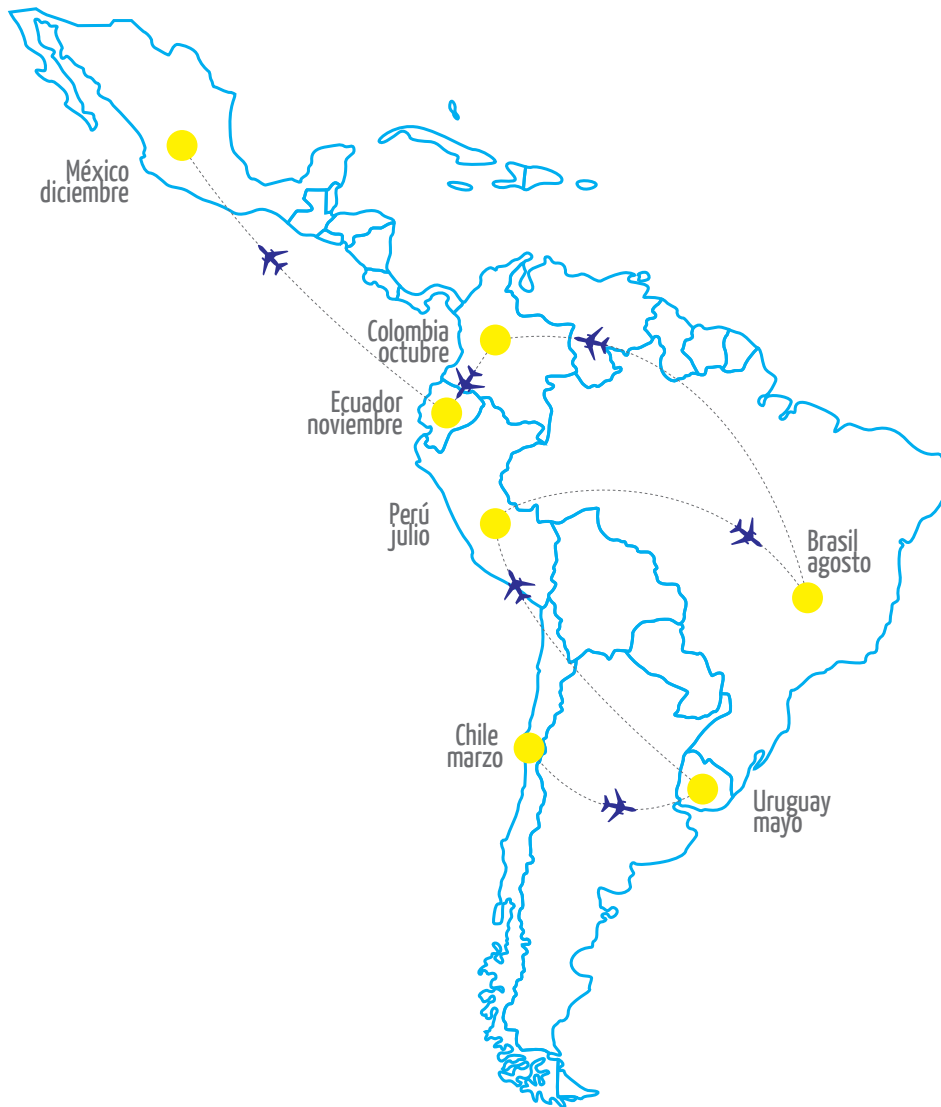 México
diciembre
Colombia
octubre
Ecuador
noviembre
Perú
julio
Brasil
agosto
Chile
marzo
Uruguay
mayo